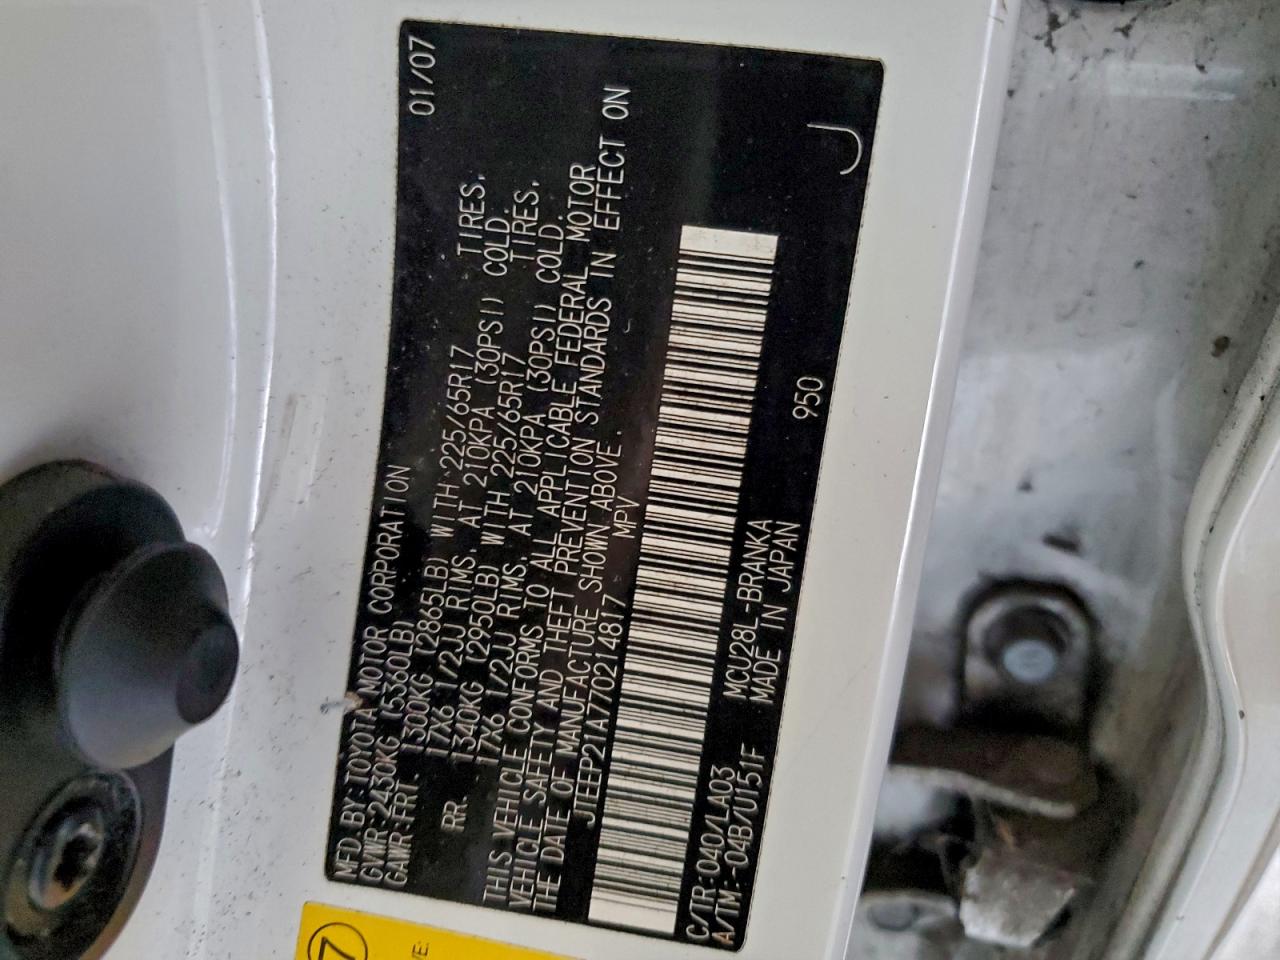 01/07
MFD. BY: TOYOTA MOTOR CORPORATION
GVWR: 2430KG (5360LB)
GAWR: FRT. 1300KG (2865LB) WITH 225/65R17 TIRES,
17X6 1/2JJ RIMS, AT 210KPA (30PSI) COLD.
RR. 1340KG (2950LB) WITH 225/65R17 TIRES,
17X6 1/2JJ RIMS, AT 210KPA (30PSI) COLD.
THIS VEHICLE CONFORMS TO ALL APPLICABLE FEDERAL MOTOR
VEHICLE SAFETY AND THEFT PREVENTION STANDARDS IN EFFECT ON
THE DATE OF MANUFACTURE SHOWN ABOVE.
JTEEP21A770214817 MPV
C/TR: 040/LA03 MCU28L-BRANKA 950
A/TM: -04B/U151F MADE IN JAPAN J
7